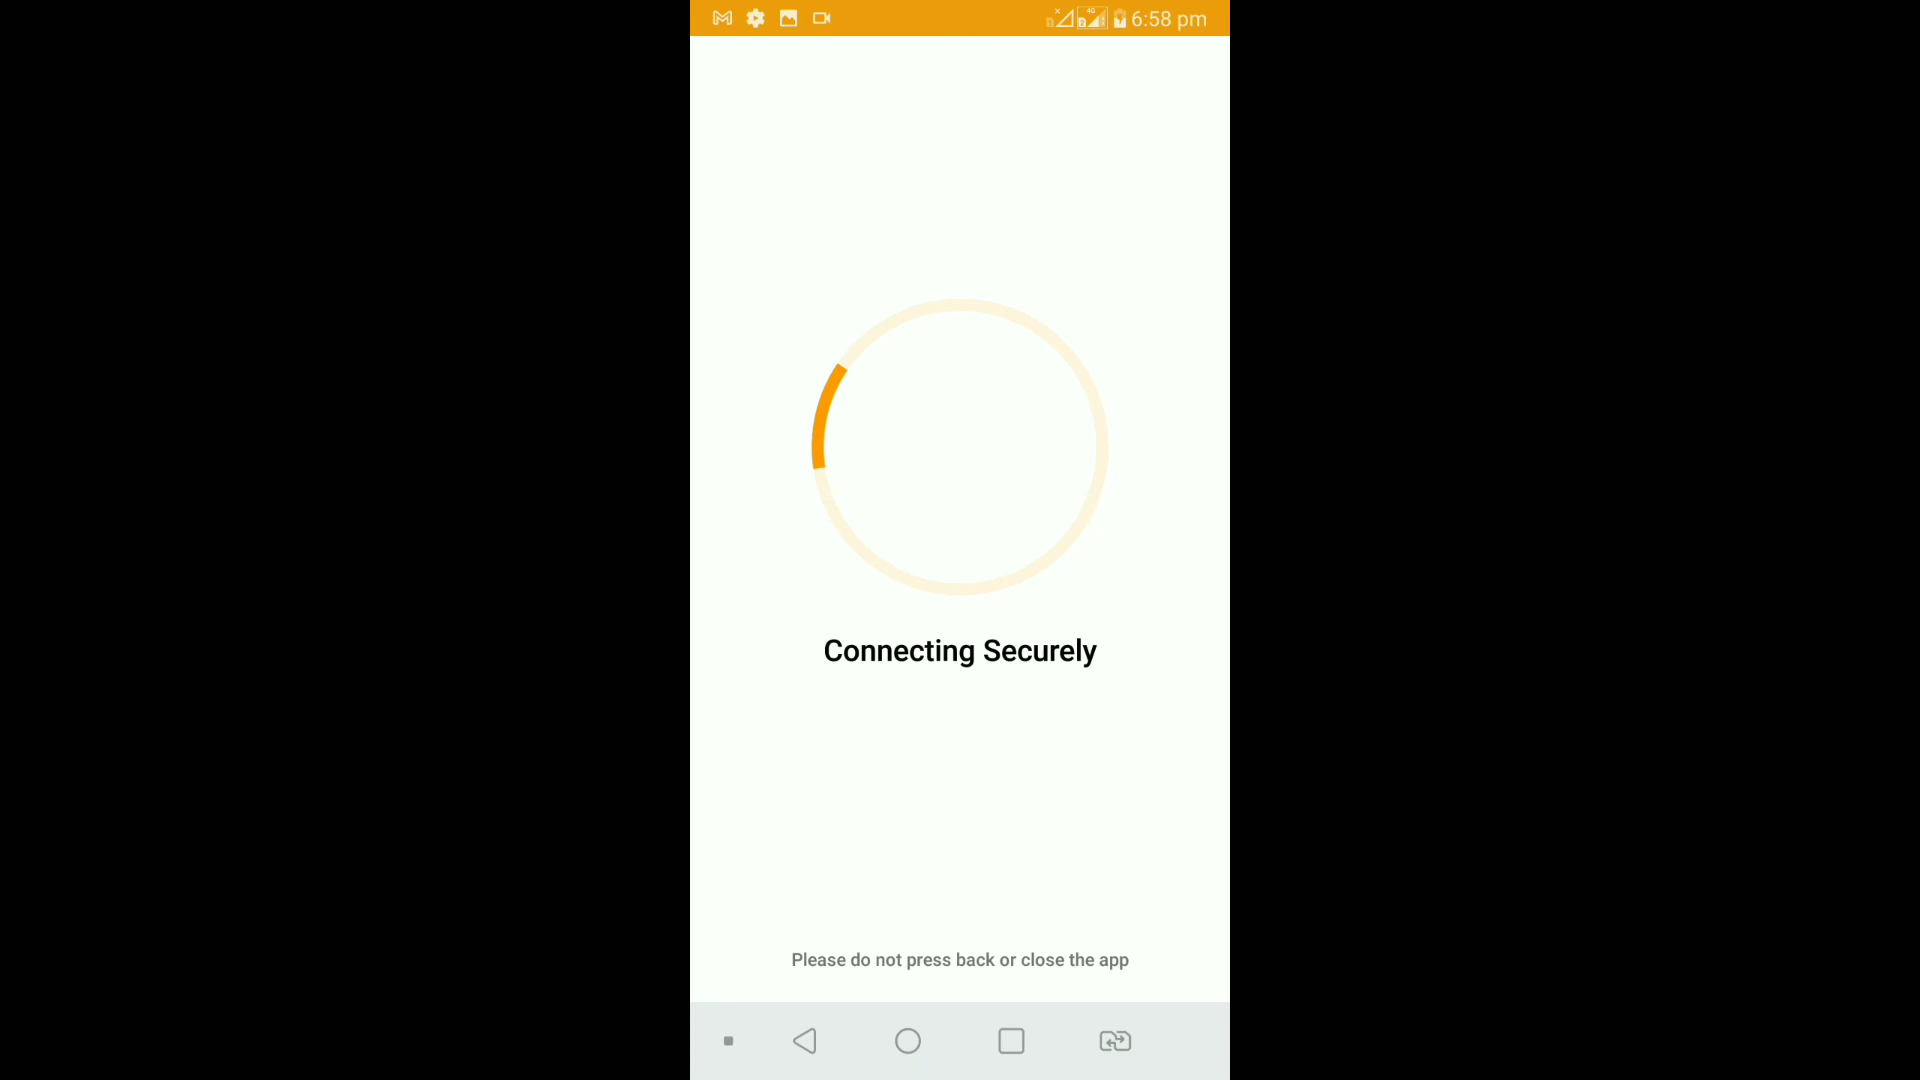 6:58 pm
Connecting Securely
Please do not press back or close the app